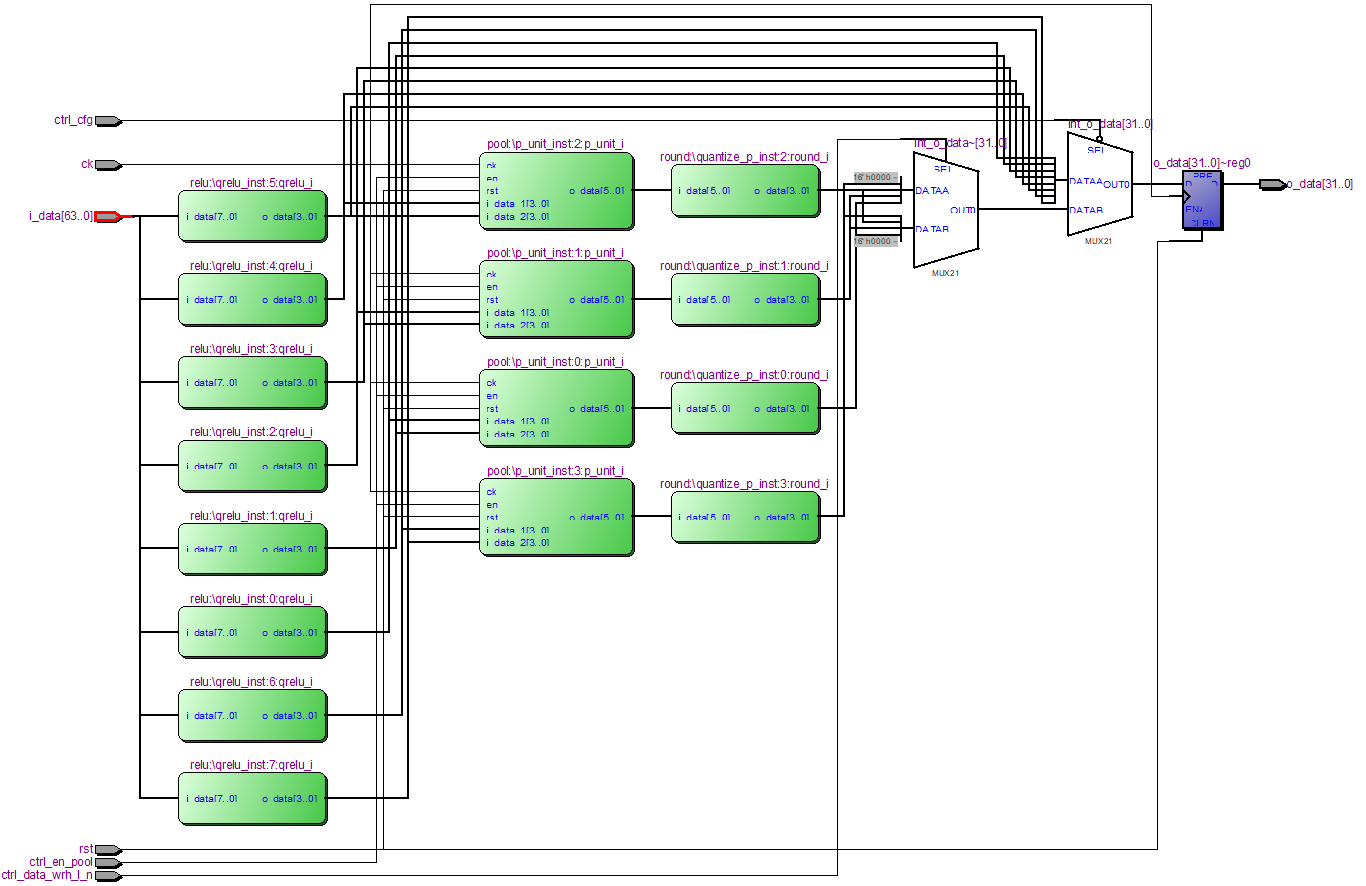 ctrl_cfg
ck
i_data[63..0]
relu:\qrelu_inst:5:qrelu_i
i data[7..0] o data[3..0]
relu:\qrelu_inst:4:qrelu_i
i data[7..0] o data[3..0]
relu:\qrelu_inst:3:qrelu_i
i data[7..0] o data[3..0]
relu:\qrelu_inst:2:qrelu_i
i data[7..0] o data[3..0]
relu:\qrelu_inst:1:qrelu_i
i data[7..0] o data[3..0]
relu:\qrelu_inst:0:qrelu_i
i data[7..0] o data[3..0]
relu:\qrelu_inst:6:qrelu_i
i data[7..0] o data[3..0]
relu:\qrelu_inst:7:qrelu_i
i data[7..0] o data[3..0]
rst
ctrl_en_pool
ctrl_data_wrh_l_n
pool:\p_unit_inst:2:p_unit_i
ck
en
rst
o data[5..0]
i data 1[3..0]
i data 2[3..0]
pool:\p_unit_inst:1:p_unit_i
ck
en
rst
o data[5..0]
i data 1[3..0]
i data 2[3..0]
pool:\p_unit_inst:0:p_unit_i
ck
en
rst
o data[5..0]
i data 1[3..0]
i data 2[3..0]
pool:\p_unit_inst:3:p_unit_i
ck
en
rst
o data[5..0]
i data 1[3..0]
i data 2[3..0]
round:\quantize_p_inst:2:round_i
i data[5..0] o data[3..0]
round:\quantize_p_inst:1:round_i
i data[5..0] o data[3..0]
round:\quantize_p_inst:0:round_i
i data[5..0] o data[3..0]
round:\quantize_p_inst:3:round_i
i data[5..0] o data[3..0]
int_o_data~[31..0]
SEL
16' h0000 --
DATAA
OUT0
DATAB
16' h0000 --
MUX21
int_o_data[31..0]
SEL
DATAA
OUT0
DATAB
MUX21
o_data[31..0]~reg0
PRE
D
ENA
CLRN
o_data[31..0]